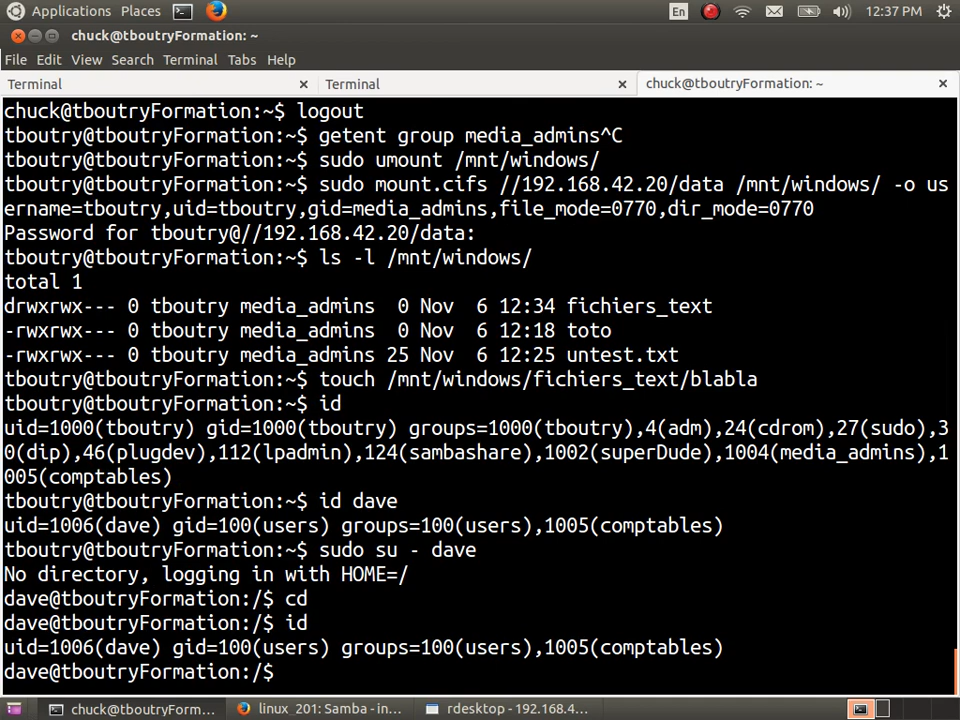 Applications Places En 12:37 PM
chuck@tboutryFormation: ~
File Edit View Search Terminal Tabs Help
Terminal × Terminal × chuck@tboutryFormation: ~ ×
chuck@tboutryFormation:~$ logout
tboutry@tboutryFormation:~$ getent group media_admins^C
tboutry@tboutryFormation:~$ sudo umount /mnt/windows/
tboutry@tboutryFormation:~$ sudo mount.cifs //192.168.42.20/data /mnt/windows/ -o us
ername=tboutry,uid=tboutry,gid=media_admins,file_mode=0770,dir_mode=0770
Password for tboutry@//192.168.42.20/data:
tboutry@tboutryFormation:~$ ls -l /mnt/windows/
total 1
drwxrwx--- 0 tboutry media_admins  0 Nov  6 12:34 fichiers_text
-rwxrwx--- 0 tboutry media_admins  0 Nov  6 12:18 toto
-rwxrwx--- 0 tboutry media_admins 25 Nov  6 12:25 untest.txt
tboutry@tboutryFormation:~$ touch /mnt/windows/fichiers_text/blabla
tboutry@tboutryFormation:~$ id
uid=1000(tboutry) gid=1000(tboutry) groups=1000(tboutry),4(adm),24(cdrom),27(sudo),3
0(dip),46(plugdev),112(lpadmin),124(sambashare),1002(superDude),1004(media_admins),1
005(comptables)
tboutry@tboutryFormation:~$ id dave
uid=1006(dave) gid=100(users) groups=100(users),1005(comptables)
tboutry@tboutryFormation:~$ sudo su - dave
No directory, logging in with HOME=/
dave@tboutryFormation:/$ cd
dave@tboutryFormation:/$ id
uid=1006(dave) gid=100(users) groups=100(users),1005(comptables)
dave@tboutryFormation:/$
chuck@tboutryForm... linux_201: Samba - in... rdesktop - 192.168.4...